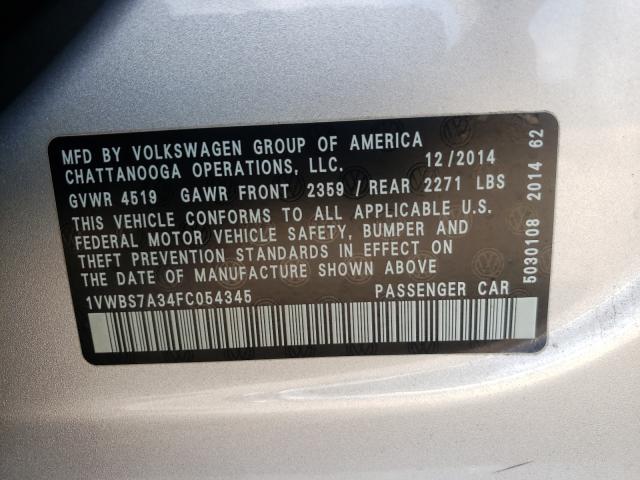 MFD BY VOLKSWAGEN GROUP OF AMERICA
CHATTANOOGA OPERATIONS, LLC. 12/2014
GVWR 4519 GAWR FRONT 2359 / REAR 2271 LBS
THIS VEHICLE CONFORMS TO ALL APPLICABLE U.S.
FEDERAL MOTOR VEHICLE SAFETY, BUMPER AND
THEFT PREVENTION STANDARDS IN EFFECT ON
THE DATE OF MANUFACTURE SHOWN ABOVE
1VWBS7A34FC054345 PASSENGER CAR
5030108 2014 62